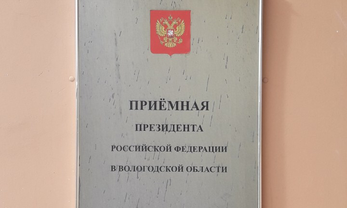 ПРИЁМНАЯ
ПРЕЗИДЕНТА
РОССИЙСКОЙ ФЕДЕРАЦИИ
В ВОЛОГОДСКОЙ ОБЛАСТИ